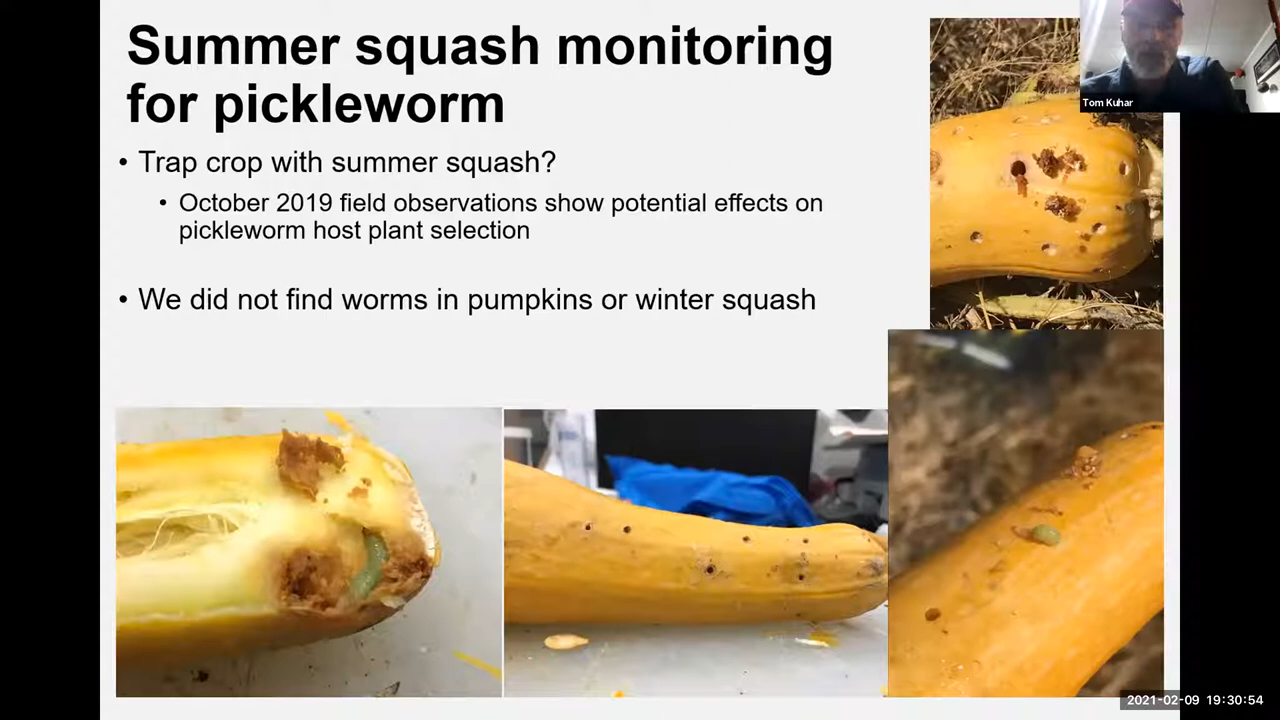 Summer squash monitoring
for pickleworm
• Trap crop with summer squash?
• October 2019 field observations show potential effects on
pickleworm host plant selection
• We did not find worms in pumpkins or winter squash
Tom Kuhar
2021-02-09 19:30:54